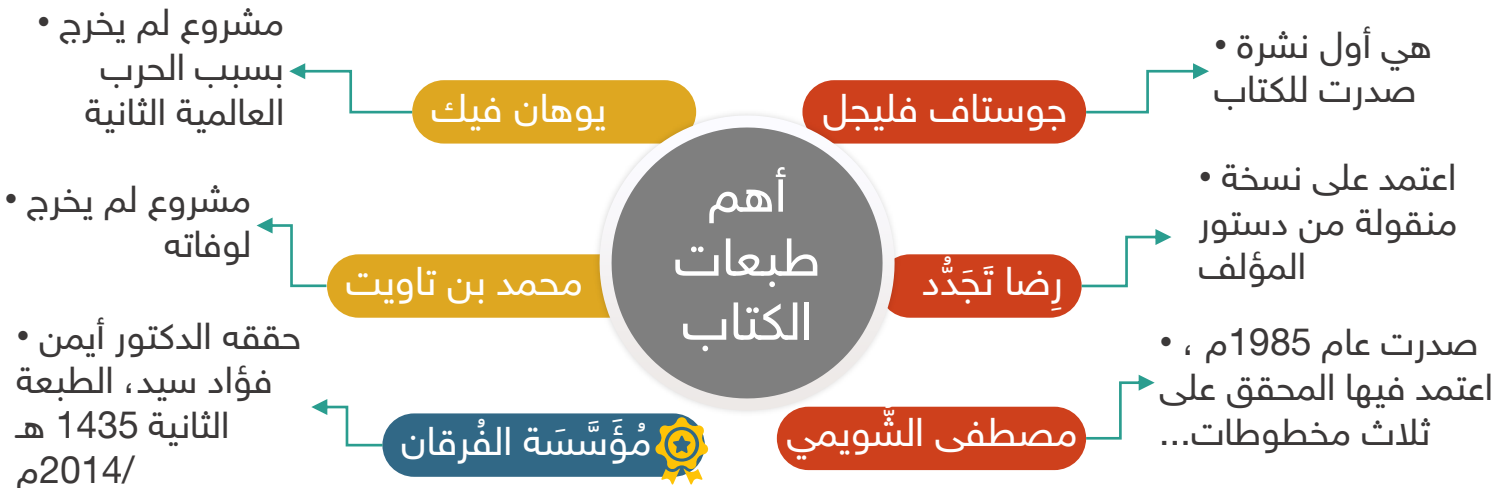 أهم
طبعات
الكتاب
جوستاف فليجل
• هي أول نشرة
صدرت للكتاب
رِضا تَجَدُّد
• اعتمد على نسخة
منقولة من دستور
المؤلف
مصطفى الشَّويمي
• صدرت عام 1985م ،
اعتمد فيها المحقق على
ثلاث مخطوطات...
يوهان فيك
• مشروع لم يخرج
بسبب الحرب
العالمية الثانية
محمد بن تاويت
• مشروع لم يخرج
لوفاته
مُؤَسَّسَة الفُرقان
• حققه الدكتور أيمن
فؤاد سيد، الطبعة
الثانية 1435 هـ
/2014م